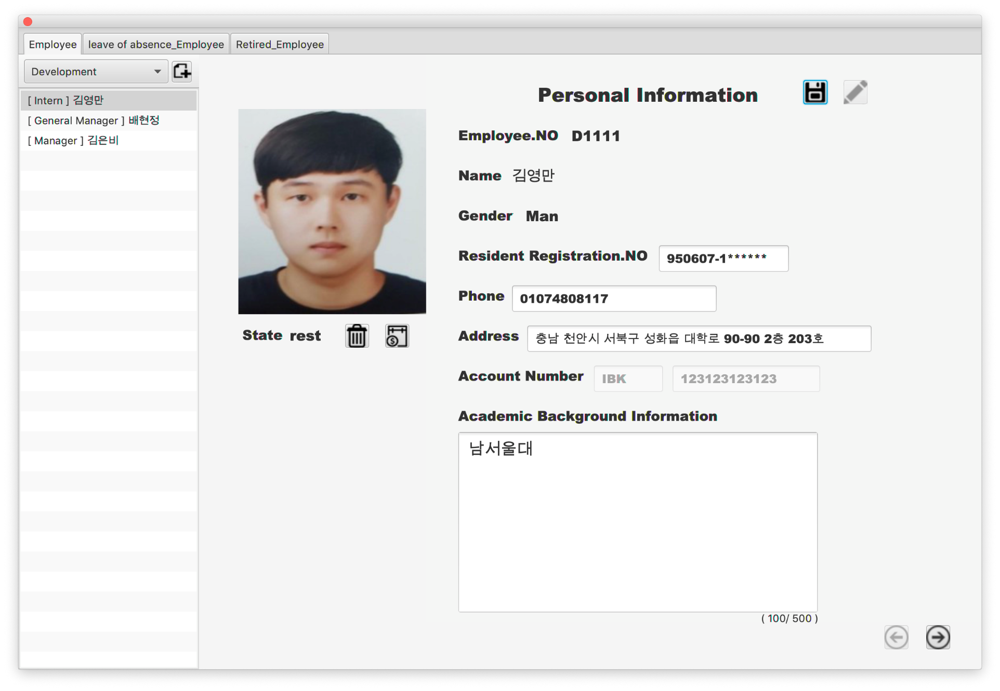 Employee
leave of absence_Employee
Retired_Employee
Development
[ Intern ] 김영만
[ General Manager ] 배현정
[ Manager ] 김은비
State rest
Personal Information
Employee.NO D1111
Name 김영만
Gender Man
Resident Registration.NO 950607-1******
Phone 01074808117
Address 충남 천안시 서북구 성화읍 대학로 90-90 2층 203호
Account Number IBK 123123123123
Academic Background Information
남서울대
( 100/ 500 )